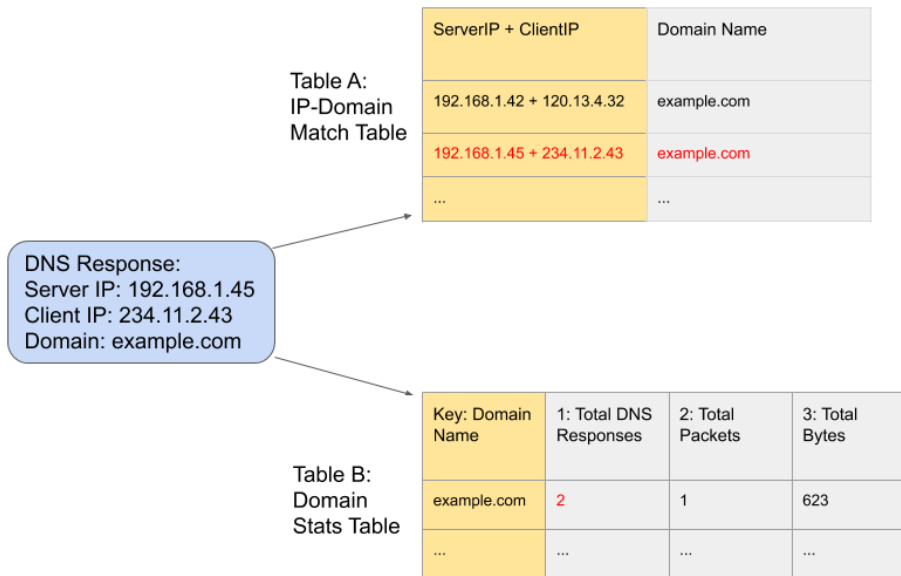 ServerIP + ClientIP
Domain Name
Table A:
IP-Domain
Match Table
192.168.1.42 + 120.13.4.32
example.com
192.168.1.45 + 234.11.2.43
example.com
...
...
DNS Response:
Server IP: 192.168.1.45
Client IP: 234.11.2.43
Domain: example.com
Key: Domain
Name
1: Total DNS
Responses
2: Total
Packets
3: Total
Bytes
Table B:
Domain
Stats Table
example.com
2
1
623
...
...
...
...